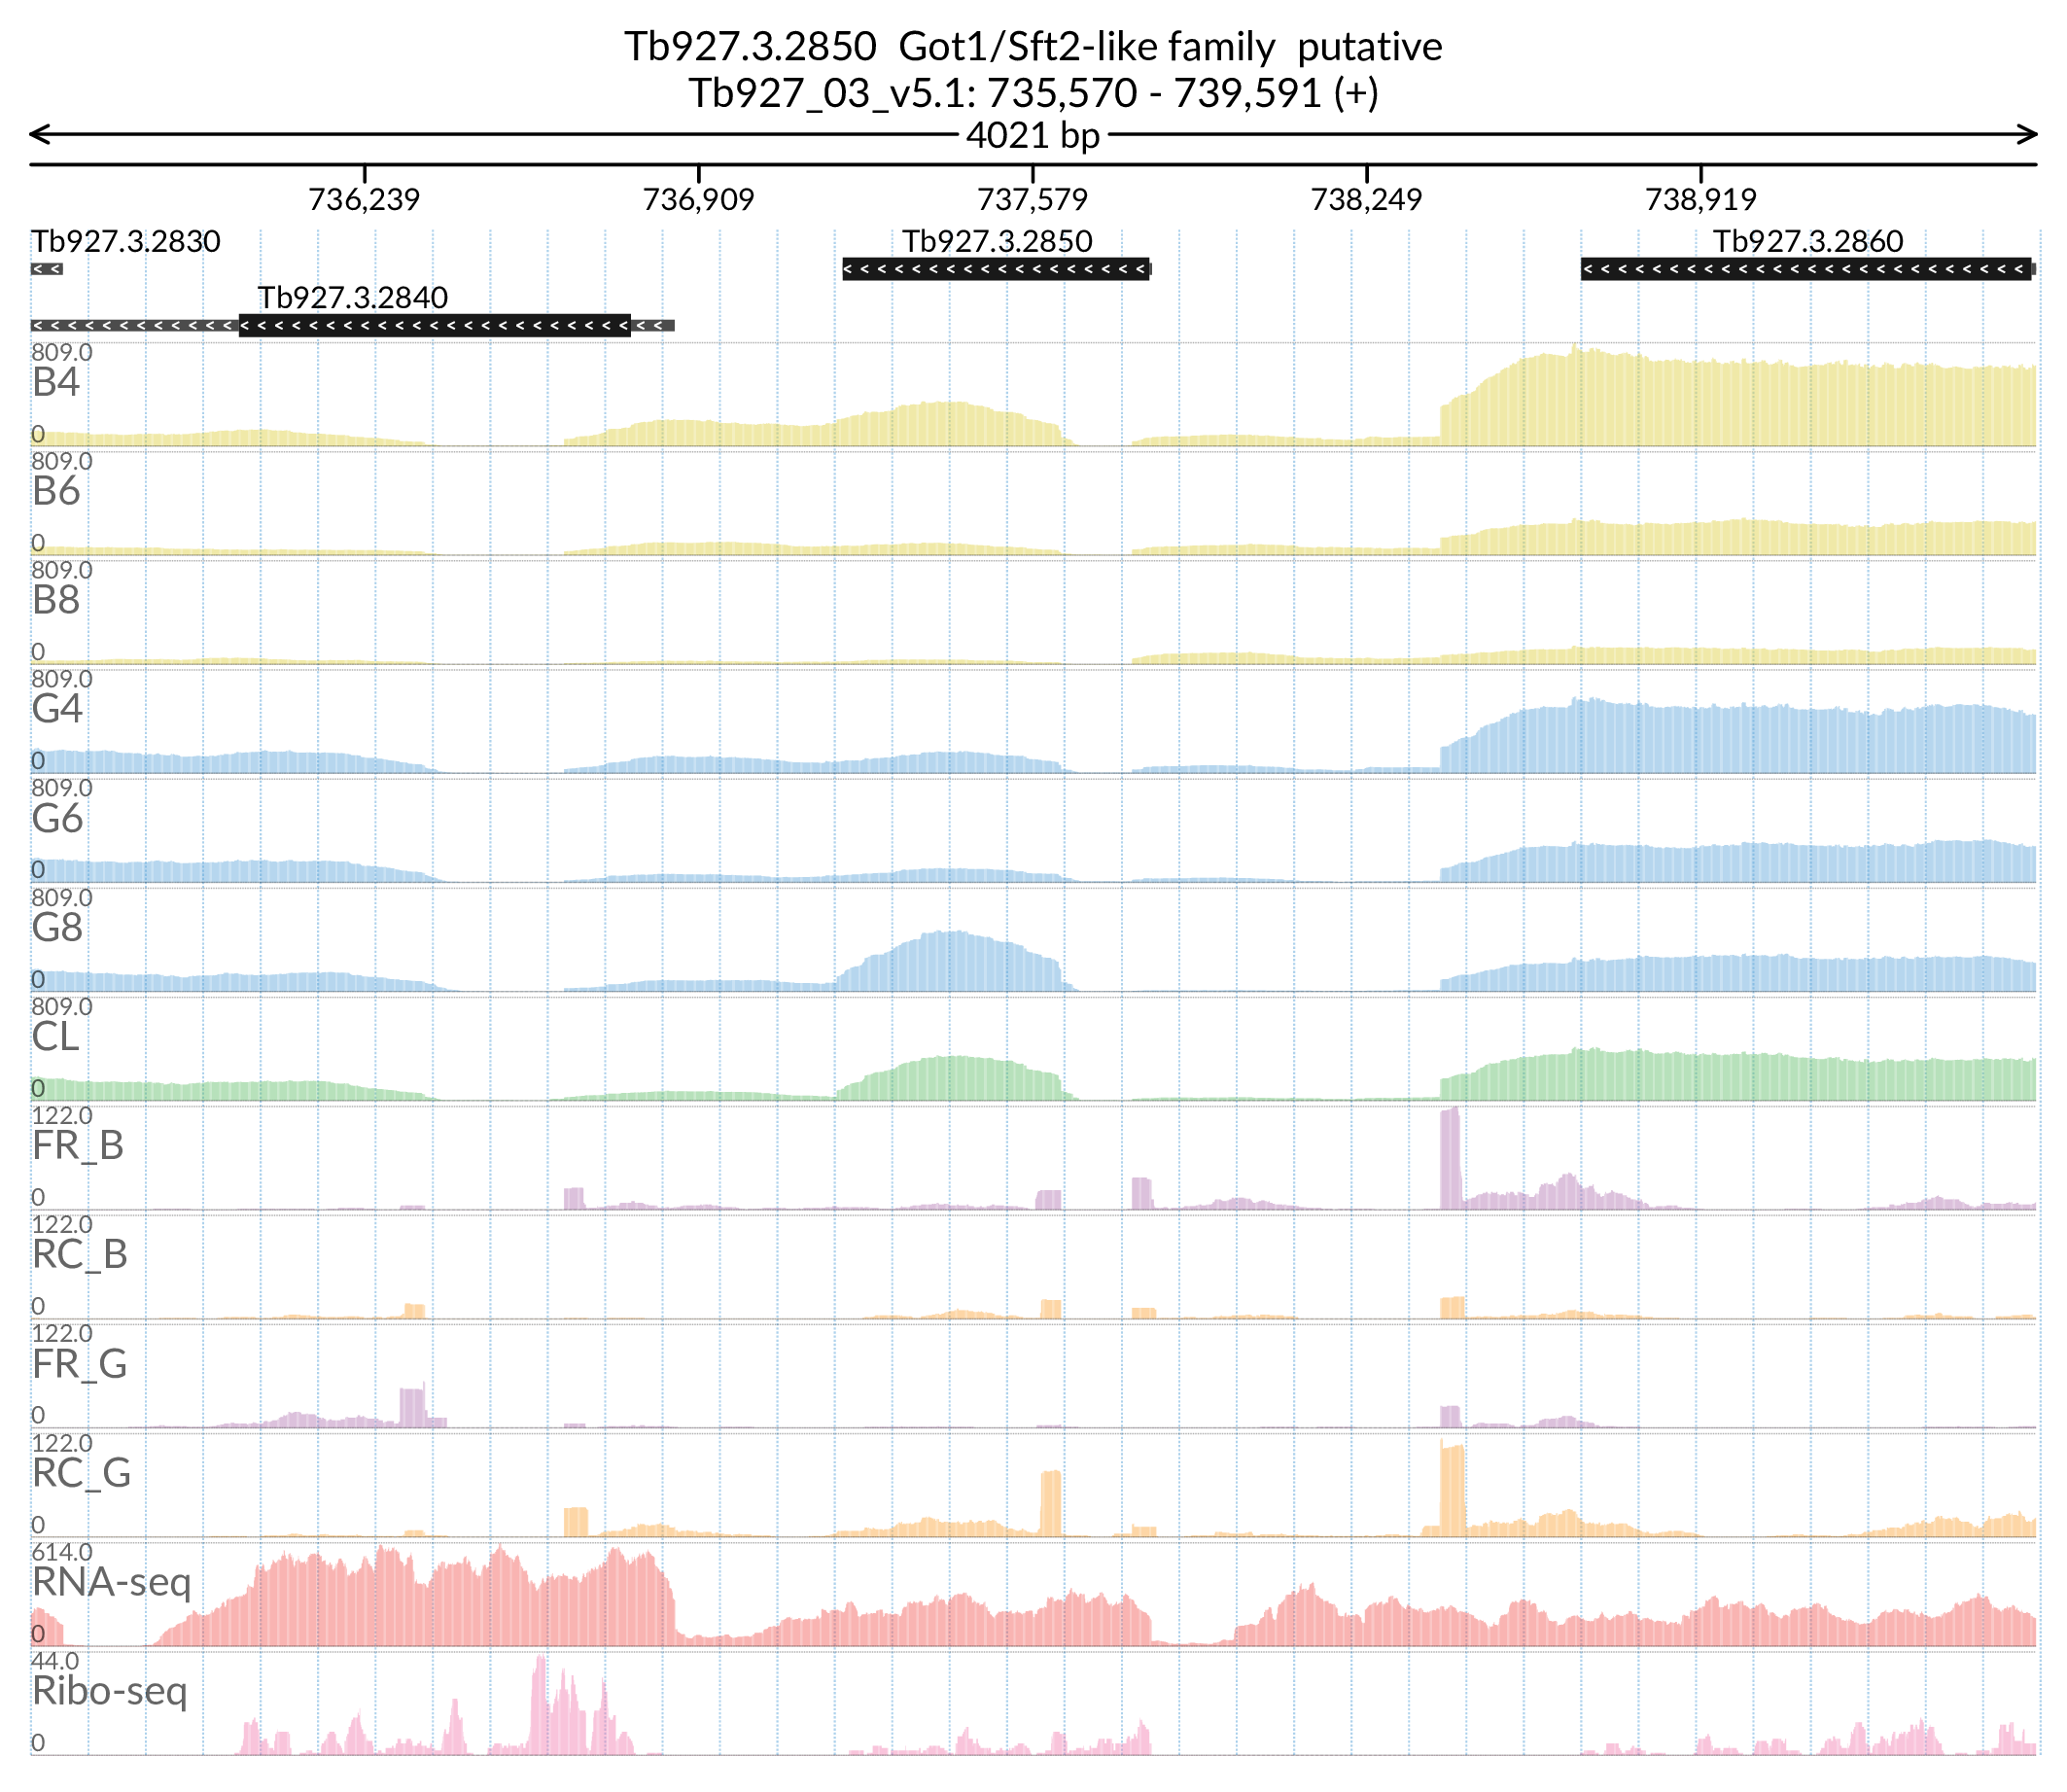 Tb927.3.2850 Got1/Sft2-like family putative
Tb927_03_v5.1: 735,570 - 739,591 (+)
4021 bp
736,239 736,909 737,579 738,249 738,919
Tb927.3.2830 Tb927.3.2850 Tb927.3.2860
Tb927.3.2840
809.0
B4
0
809.0
B6
0
809.0
B8
0
809.0
G4
0
809.0
G6
0
809.0
G8
0
809.0
CL
0
122.0
FR_B
0
122.0
RC_B
0
122.0
FR_G
0
122.0
RC_G
0
614.0
RNA-seq
0
44.0
Ribo-seq
0